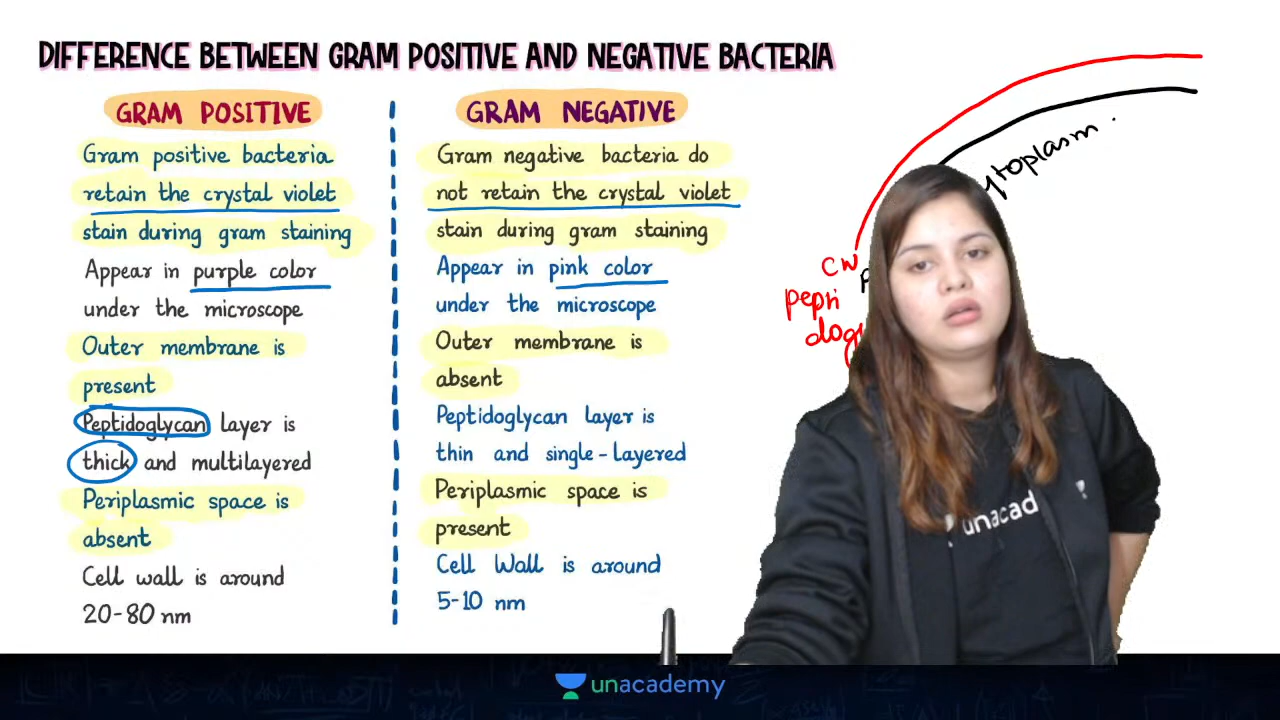 DIFFERENCE BETWEEN GRAM POSITIVE AND NEGATIVE BACTERIA
GRAM POSITIVE
Gram positive bacteria
retain the crystal violet
stain during gram staining
Appear in purple color
under the microscope
Outer membrane is
present
Peptidoglycan layer is
thick and multilayered
Periplasmic space is
absent
Cell wall is around
20-80 nm
GRAM NEGATIVE
Gram negative bacteria do
not retain the crystal violet
stain during gram staining
Appear in pink color
under the microscope
Outer membrane is
absent
Peptidoglycan layer is
thin and single-layered
Periplasmic space is
present
Cell Wall is around
5-10 nm
ytoplasm
CW
pepti
dog
unacad
unacademy